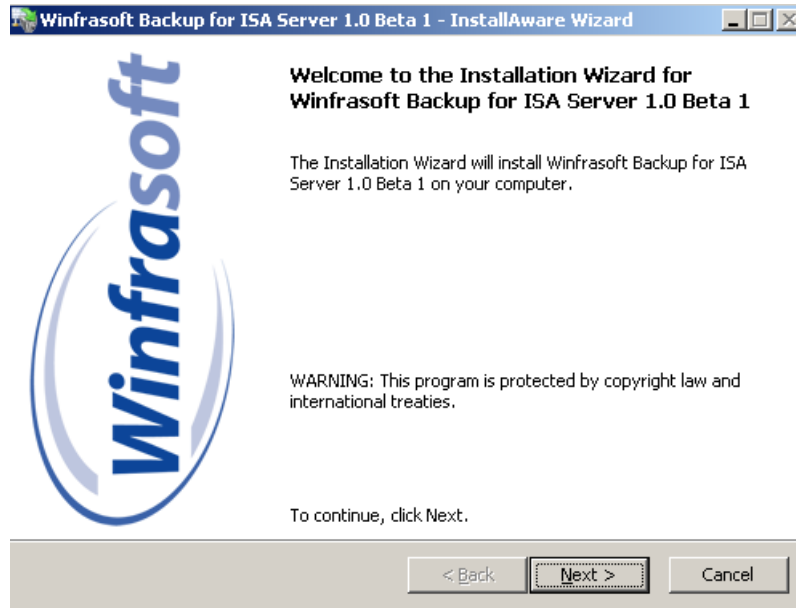 Winfrasoft Backup for ISA Server 1.0 Beta 1 - InstallAware Wizard
Winfrasoft
Welcome to the Installation Wizard for
Winfrasoft Backup for ISA Server 1.0 Beta 1
The Installation Wizard will install Winfrasoft Backup for ISA
Server 1.0 Beta 1 on your computer.
WARNING: This program is protected by copyright law and
international treaties.
To continue, click Next.
< Back
Next >
Cancel